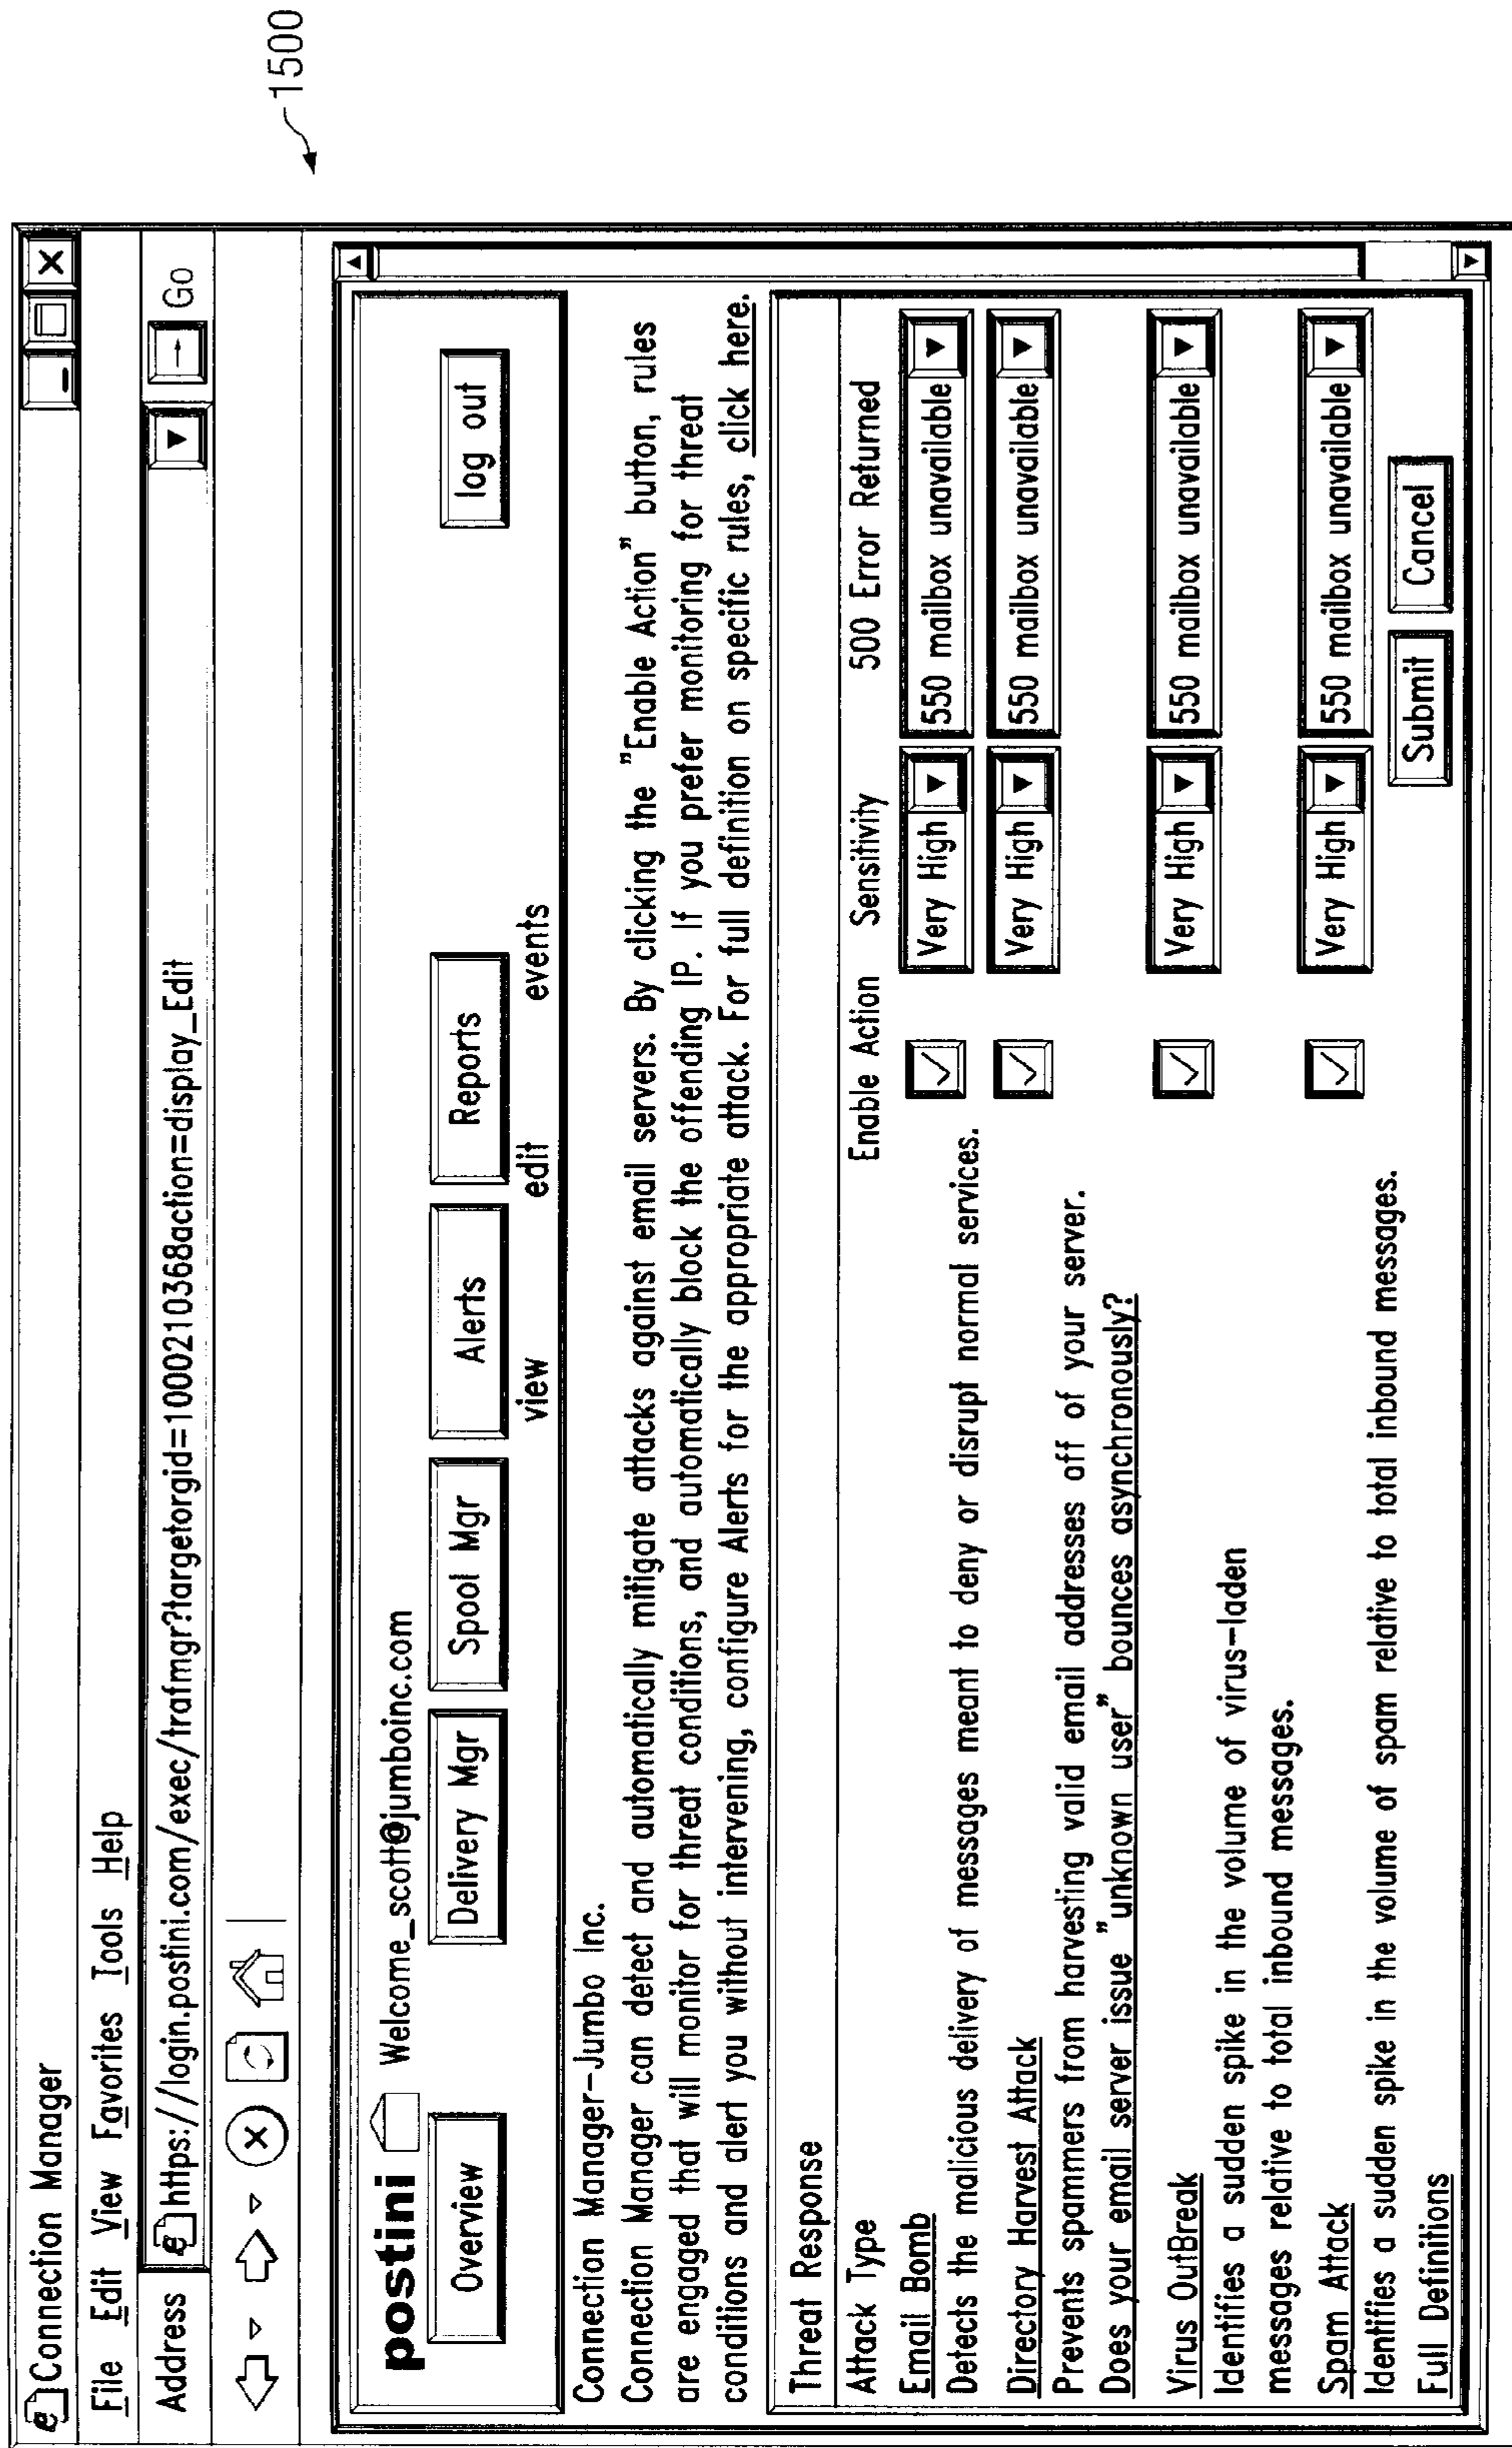 1500
Connection Manager
File Edit View Favorites Tools Help
Address https://login.postini.com/exec/trafmgr?targetorgid=100021036&action=display_Edit Go
postini Welcome_scott@jumboinc.com
Overview Delivery Mgr Spool Mgr Alerts Reports log out
view edit events
Connection Manager-Jumbo Inc.
Connection Manager can detect and automatically mitigate attacks against email servers. By clicking the "Enable Action" button, rules
are engaged that will monitor for threat conditions, and automatically block the offending IP. If you prefer monitoring for threat
conditions and alert you without intervening, configure Alerts for the appropriate attack. For full definition on specific rules, click here.
Threat Response
Attack Type Enable Action Sensitivity 500 Error Returned
Email Bomb Very High 550 mailbox unavailable
Detects the malicious delivery of messages meant to deny or disrupt normal services.
Directory Harvest Attack Very High 550 mailbox unavailable
Prevents spammers from harvesting valid email addresses off of your server.
Does your email server issue "unknown user" bounces asynchronously?
Virus OutBreak Very High 550 mailbox unavailable
Identifies a sudden spike in the volume of virus-laden
messages relative to total inbound messages.
Spam Attack Very High 550 mailbox unavailable
Identifies a sudden spike in the volume of spam relative to total inbound messages.
Full Definitions Submit Cancel